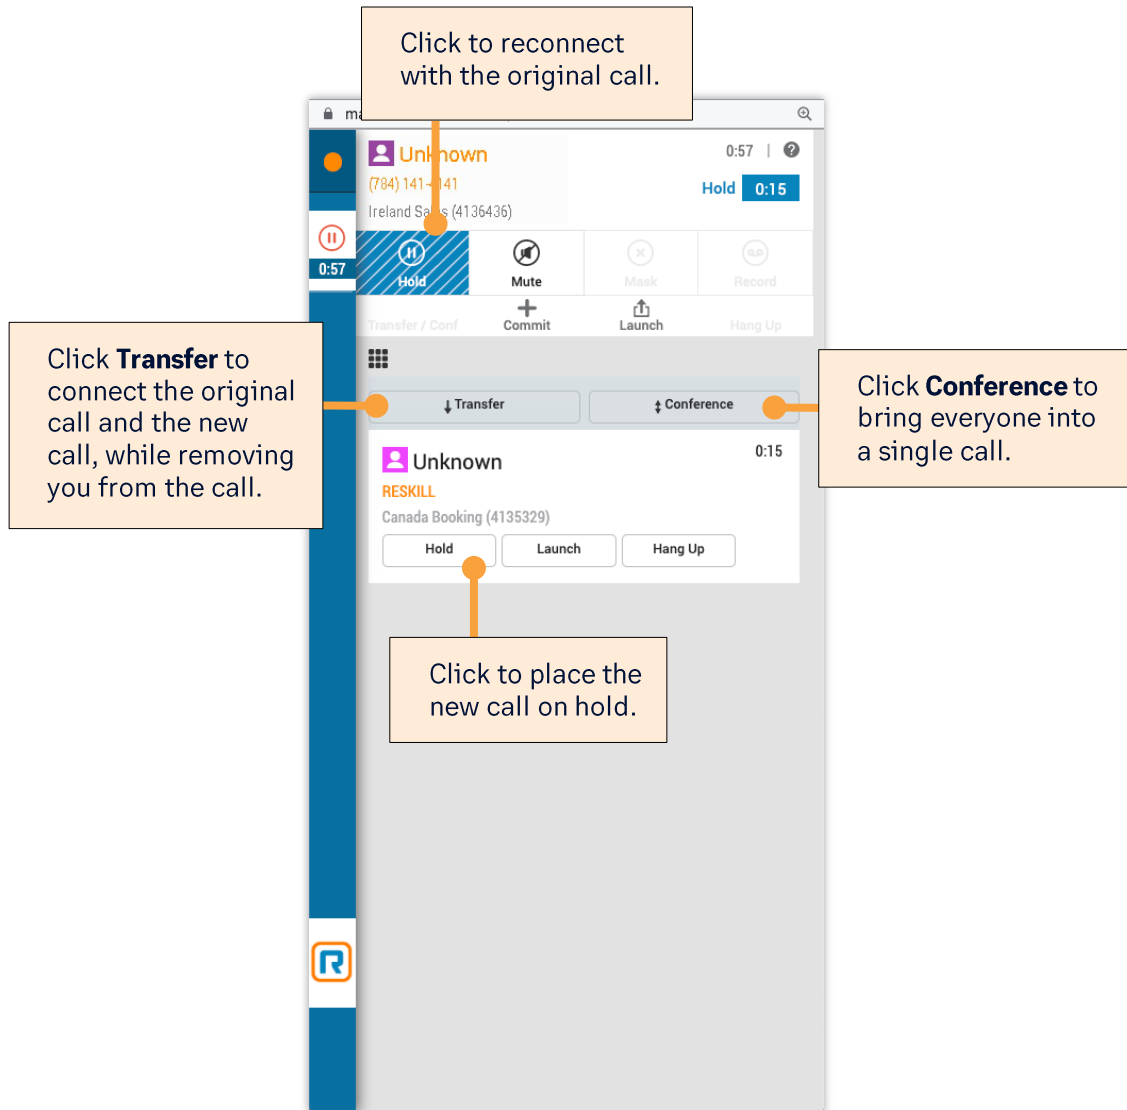 Click to reconnect
with the original call.
Unknown
0:57 |
(784) 141-4141
Hold 0:15
Ireland Sales (4136436)
0:57
Hold
Mute
Mask
Record
Transfer / Conf
Commit
Launch
Hang Up
Click Transfer to
connect the original
call and the new
call, while removing
you from the call.
Transfer
Conference
Click Conference to
bring everyone into
a single call.
Unknown
0:15
RESKILL
Canada Booking (4135329)
Hold
Launch
Hang Up
Click to place the
new call on hold.
R